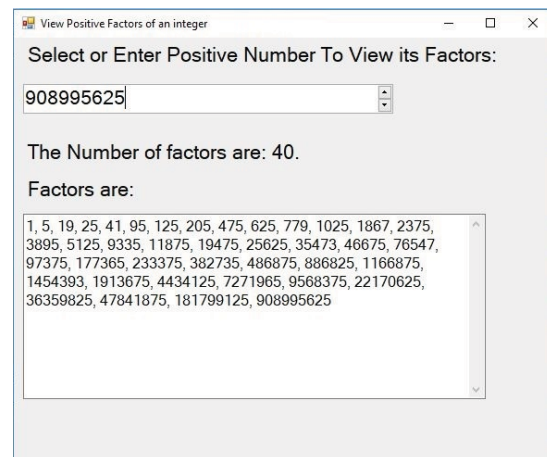 View Positive Factors of an integer
Select or Enter Positive Number To View its Factors:
908995625
The Number of factors are: 40.
Factors are:
1, 5, 19, 25, 41, 95, 125, 205, 475, 625, 779, 1025, 1867, 2375,
3895, 5125, 9335, 11875, 19475, 25625, 35473, 46675, 76547,
97375, 177365, 233375, 382735, 486875, 886825, 1166875,
1454393, 1913675, 4434125, 7271965, 9568375, 22170625,
36359825, 47841875, 181799125, 908995625